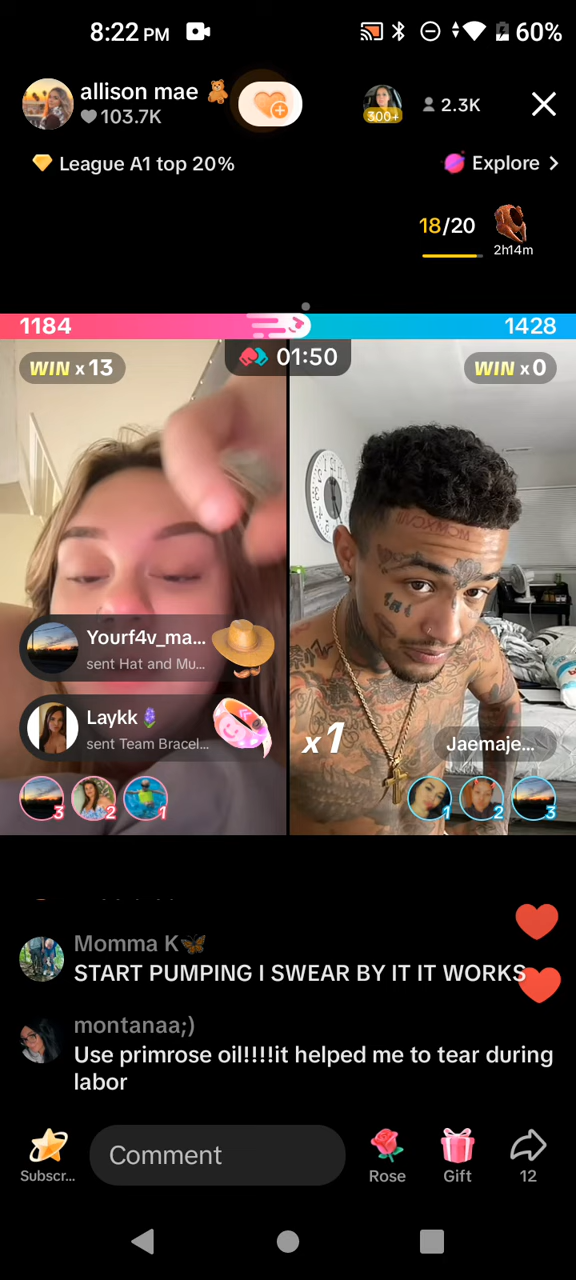 8:22 PM
60%
allison mae 🧸
103.7K
300+
2.3K
League A1 top 20%
Explore
18/20
2h14m
1184
1428
WIN x 13
01:50
WIN x 0
Yourf4v_ma...
sent Hat and Mu...
Laykk
sent Team Bracel...
x1
Jaemaje...
3
2
1
1
2
3
Momma K🦋
START PUMPING I SWEAR BY IT IT WORKS
montanaa;)
Use primrose oil!!!!it helped me to tear during
labor
Subscr...
Comment
Rose
Gift
12